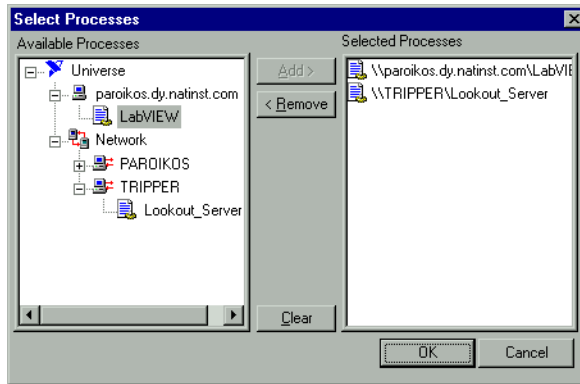 Select Processes
Available Processes
Universe
paroikos.dy.natinst.com
LabVIEW
Network
PAROIKOS
TRIPPER
Lookout_Server
Add >
< Remove
Clear
Selected Processes
\\paroikos.dy.natinst.com\LabVIE
\\TRIPPER\Lookout_Server
OK
Cancel